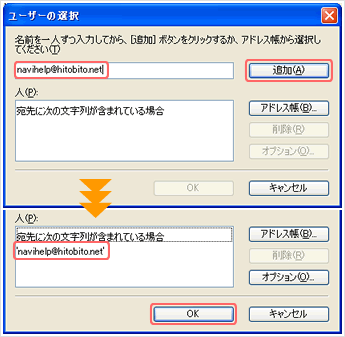 ユーザーの選択
名前を一人ずつ入力してから、[追加] ボタンをクリックするか、アドレス帳から選択し
てください(T)
navihelp@hitobito.net
追加(A)
人(P):
宛先に次の文字列が含まれている場合
アドレス帳(B)...
削除(R)
オプション(O)...
OK
キャンセル
人(P):
宛先に次の文字列が含まれている場合
'navihelp@hitobito.net'
アドレス帳(B)...
削除(R)
オプション(O)...
OK
キャンセル